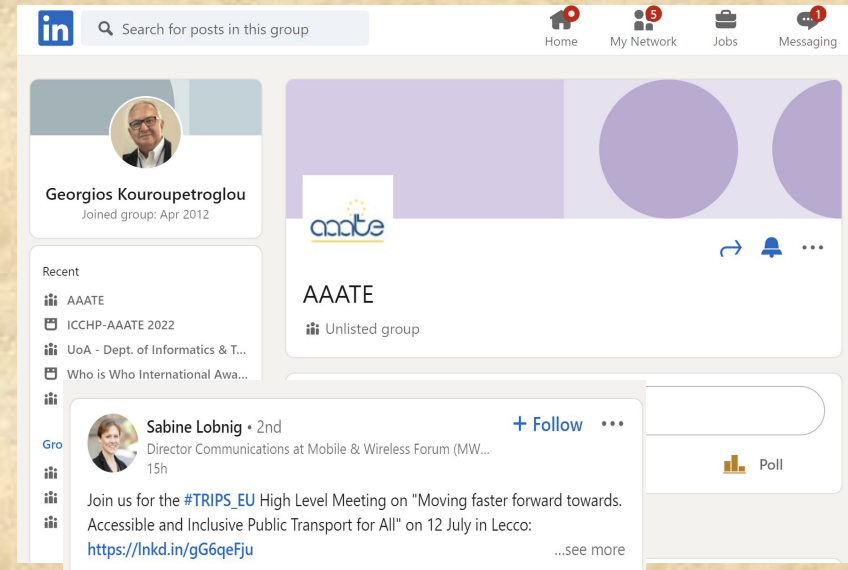 in
Search for posts in this group
Home
5
My Network
Jobs
1
Messaging
Georgios Kouroupetroglou
Joined group: Apr 2012
Recent
AAATE
ICCHP-AAATE 2022
UoA - Dept. of Informatics & T...
Who is Who International Awa...
Gro
aaate
AAATE
Unlisted group
Poll
Sabine Lobnig • 2nd
+ Follow
Director Communications at Mobile & Wireless Forum (MW...
15h
Join us for the #TRIPS_EU High Level Meeting on "Moving faster forward towards.
Accessible and Inclusive Public Transport for All" on 12 July in Lecco:
https://lnkd.in/gG6qeFju
...see more